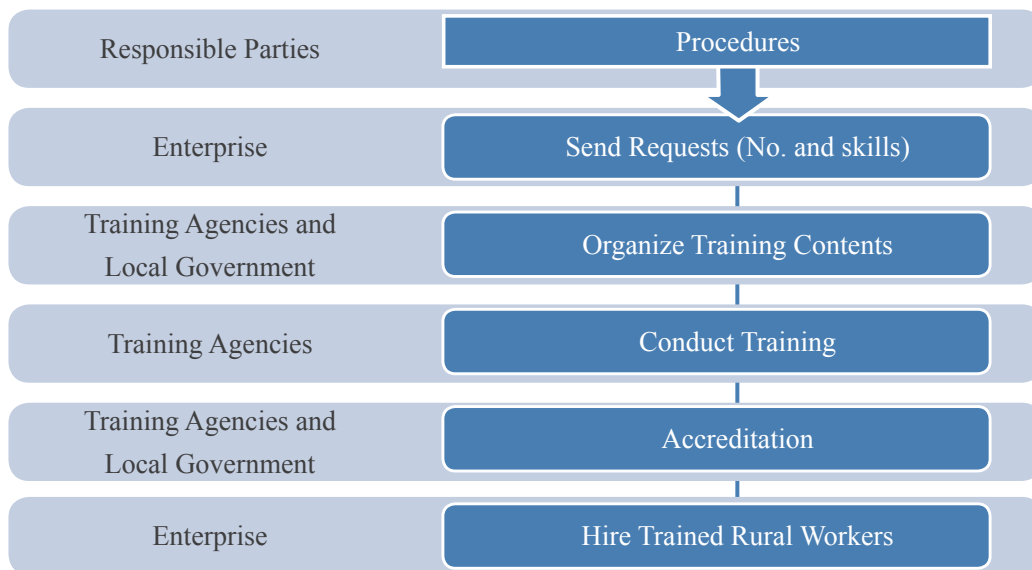 Responsible Parties
Procedures
Enterprise
Send Requests (No. and skills)
Training Agencies and
Local Government
Organize Training Contents
Training Agencies
Conduct Training
Training Agencies and
Local Government
Accreditation
Enterprise
Hire Trained Rural Workers